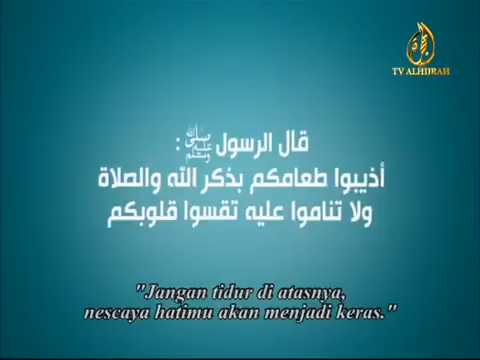 TV ALHIJRAH
قال الرسول ﷺ :
أذيبوا طعامكم بذكر الله والصلاة
ولا تناموا عليه تقسوا قلوبكم
"Jangan tidur di atasnya,
nescaya hatimu akan menjadi keras."